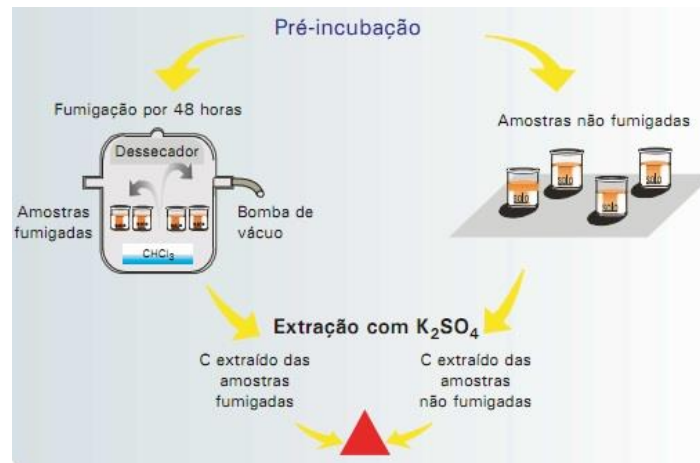 Pré-incubação
Fumigação por 48 horas
Dessecador
Amostras
fumigadas
Bomba de
vácuo
CHCl₃
Amostras não fumigadas
solo
solo
solo
solo
Extração com K₂SO₄
C extraído das
amostras
fumigadas
C extraído das
amostras
não fumigadas